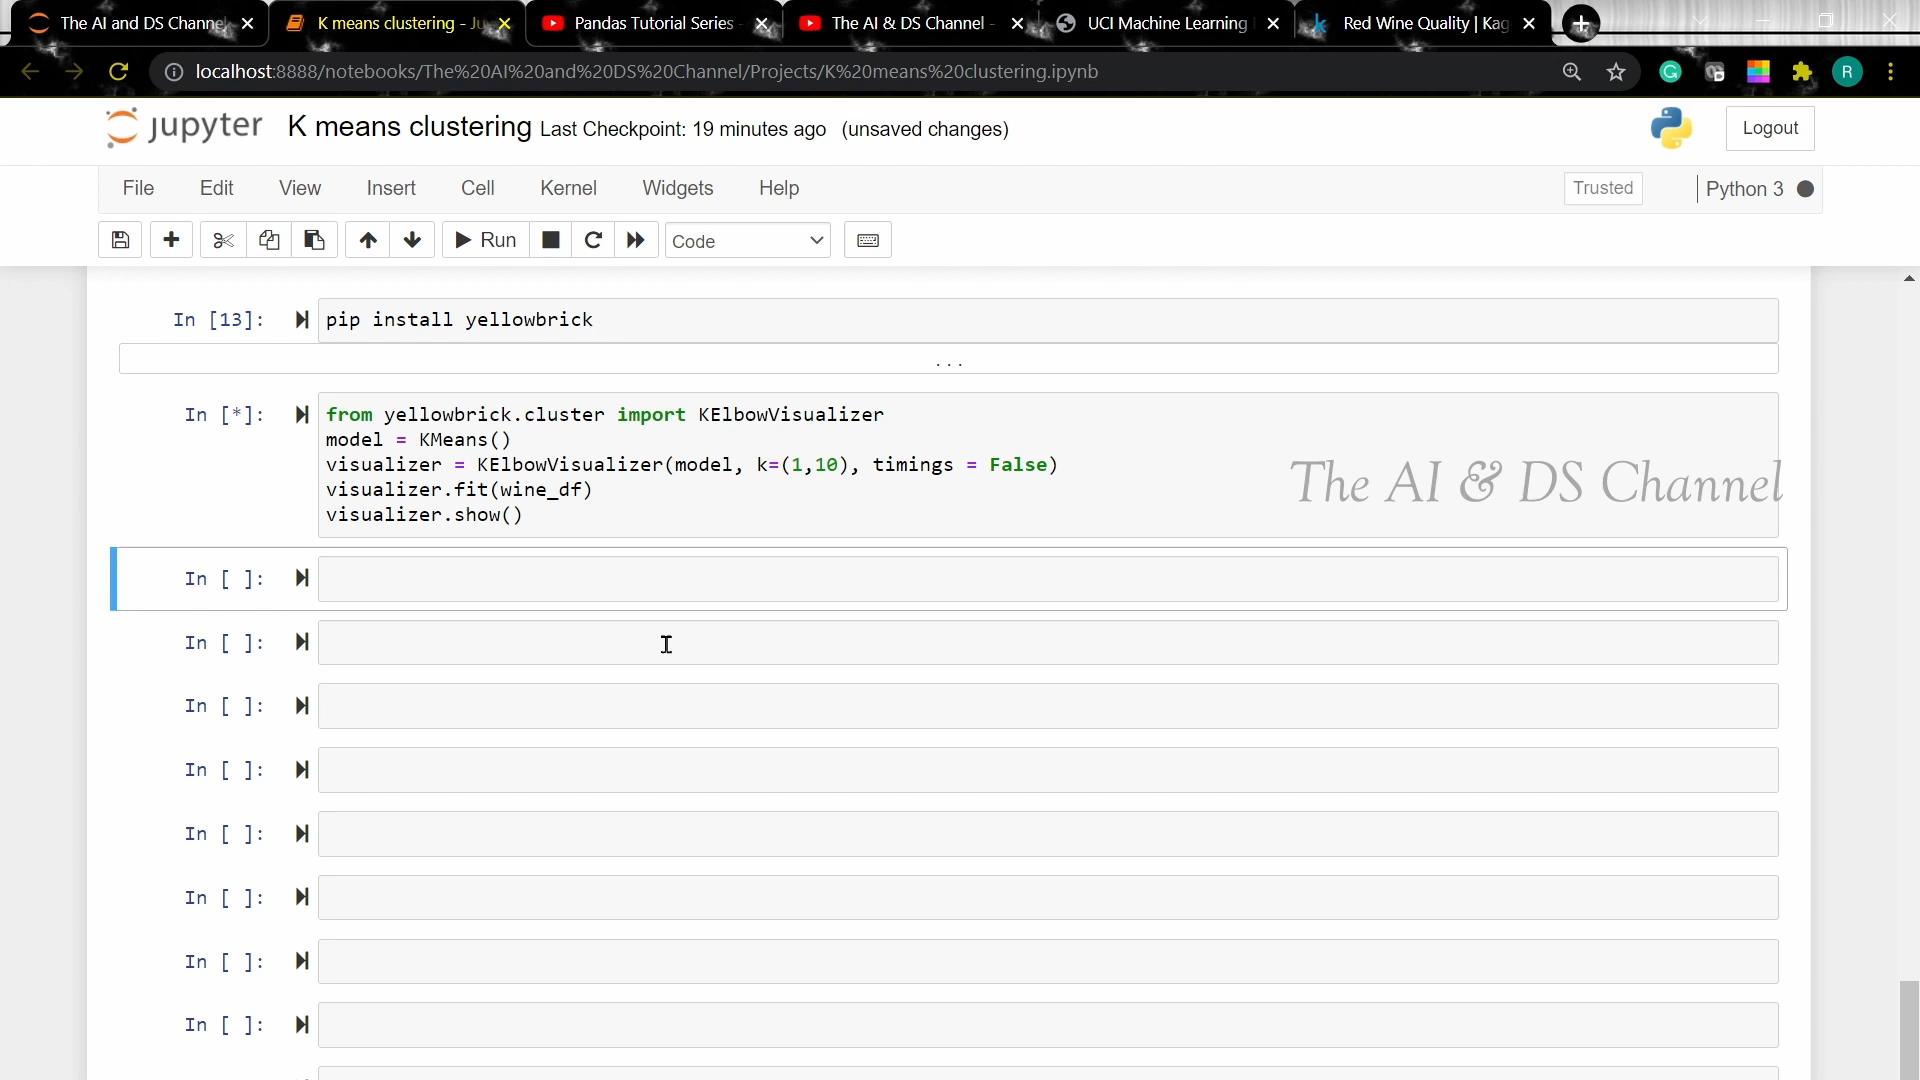 The AI and DS Channel
K means clustering - Ju
Pandas Tutorial Series -
The AI & DS Channel -
UCI Machine Learning
Red Wine Quality | Kag
localhost:8888/notebooks/The%20AI%20and%20DS%20Channel/Projects/K%20means%20clustering.ipynb
R
jupyter K means clustering Last Checkpoint: 19 minutes ago (unsaved changes)
Logout
File Edit View Insert Cell Kernel Widgets Help
Trusted
Python 3
Run
Code
In [13]: pip install yellowbrick
. . .
In [*]: from yellowbrick.cluster import KElbowVisualizer
model = KMeans()
visualizer = KElbowVisualizer(model, k=(1,10), timings = False)
visualizer.fit(wine_df)
visualizer.show()
The AI & DS Channel
In [ ]:
In [ ]:
In [ ]:
In [ ]:
In [ ]:
In [ ]:
In [ ]:
In [ ]: